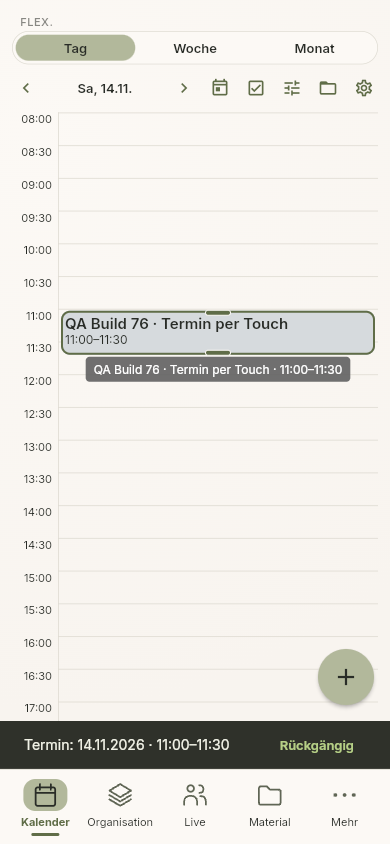 FLEX.
Tag Woche Monat
Sa, 14.11.
08:00
08:30
09:00
09:30
10:00
10:30
11:00
QA Build 76 · Termin per Touch
11:00–11:30
11:30
QA Build 76 · Termin per Touch · 11:00–11:30
12:00
12:30
13:00
13:30
14:00
14:30
15:00
15:30
16:00
16:30
17:00
Termin: 14.11.2026 · 11:00–11:30 Rückgängig
Kalender Organisation Live Material Mehr